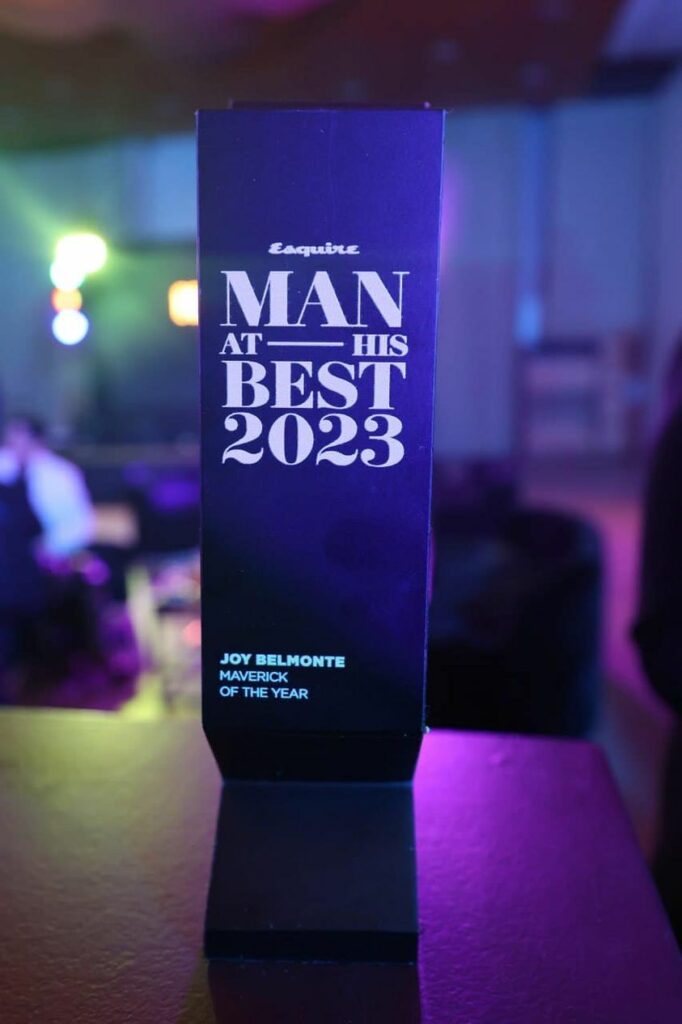 Esquire
MAN
AT — HIS
BEST
2023
JOY BELMONTE
MAVERICK
OF THE YEAR